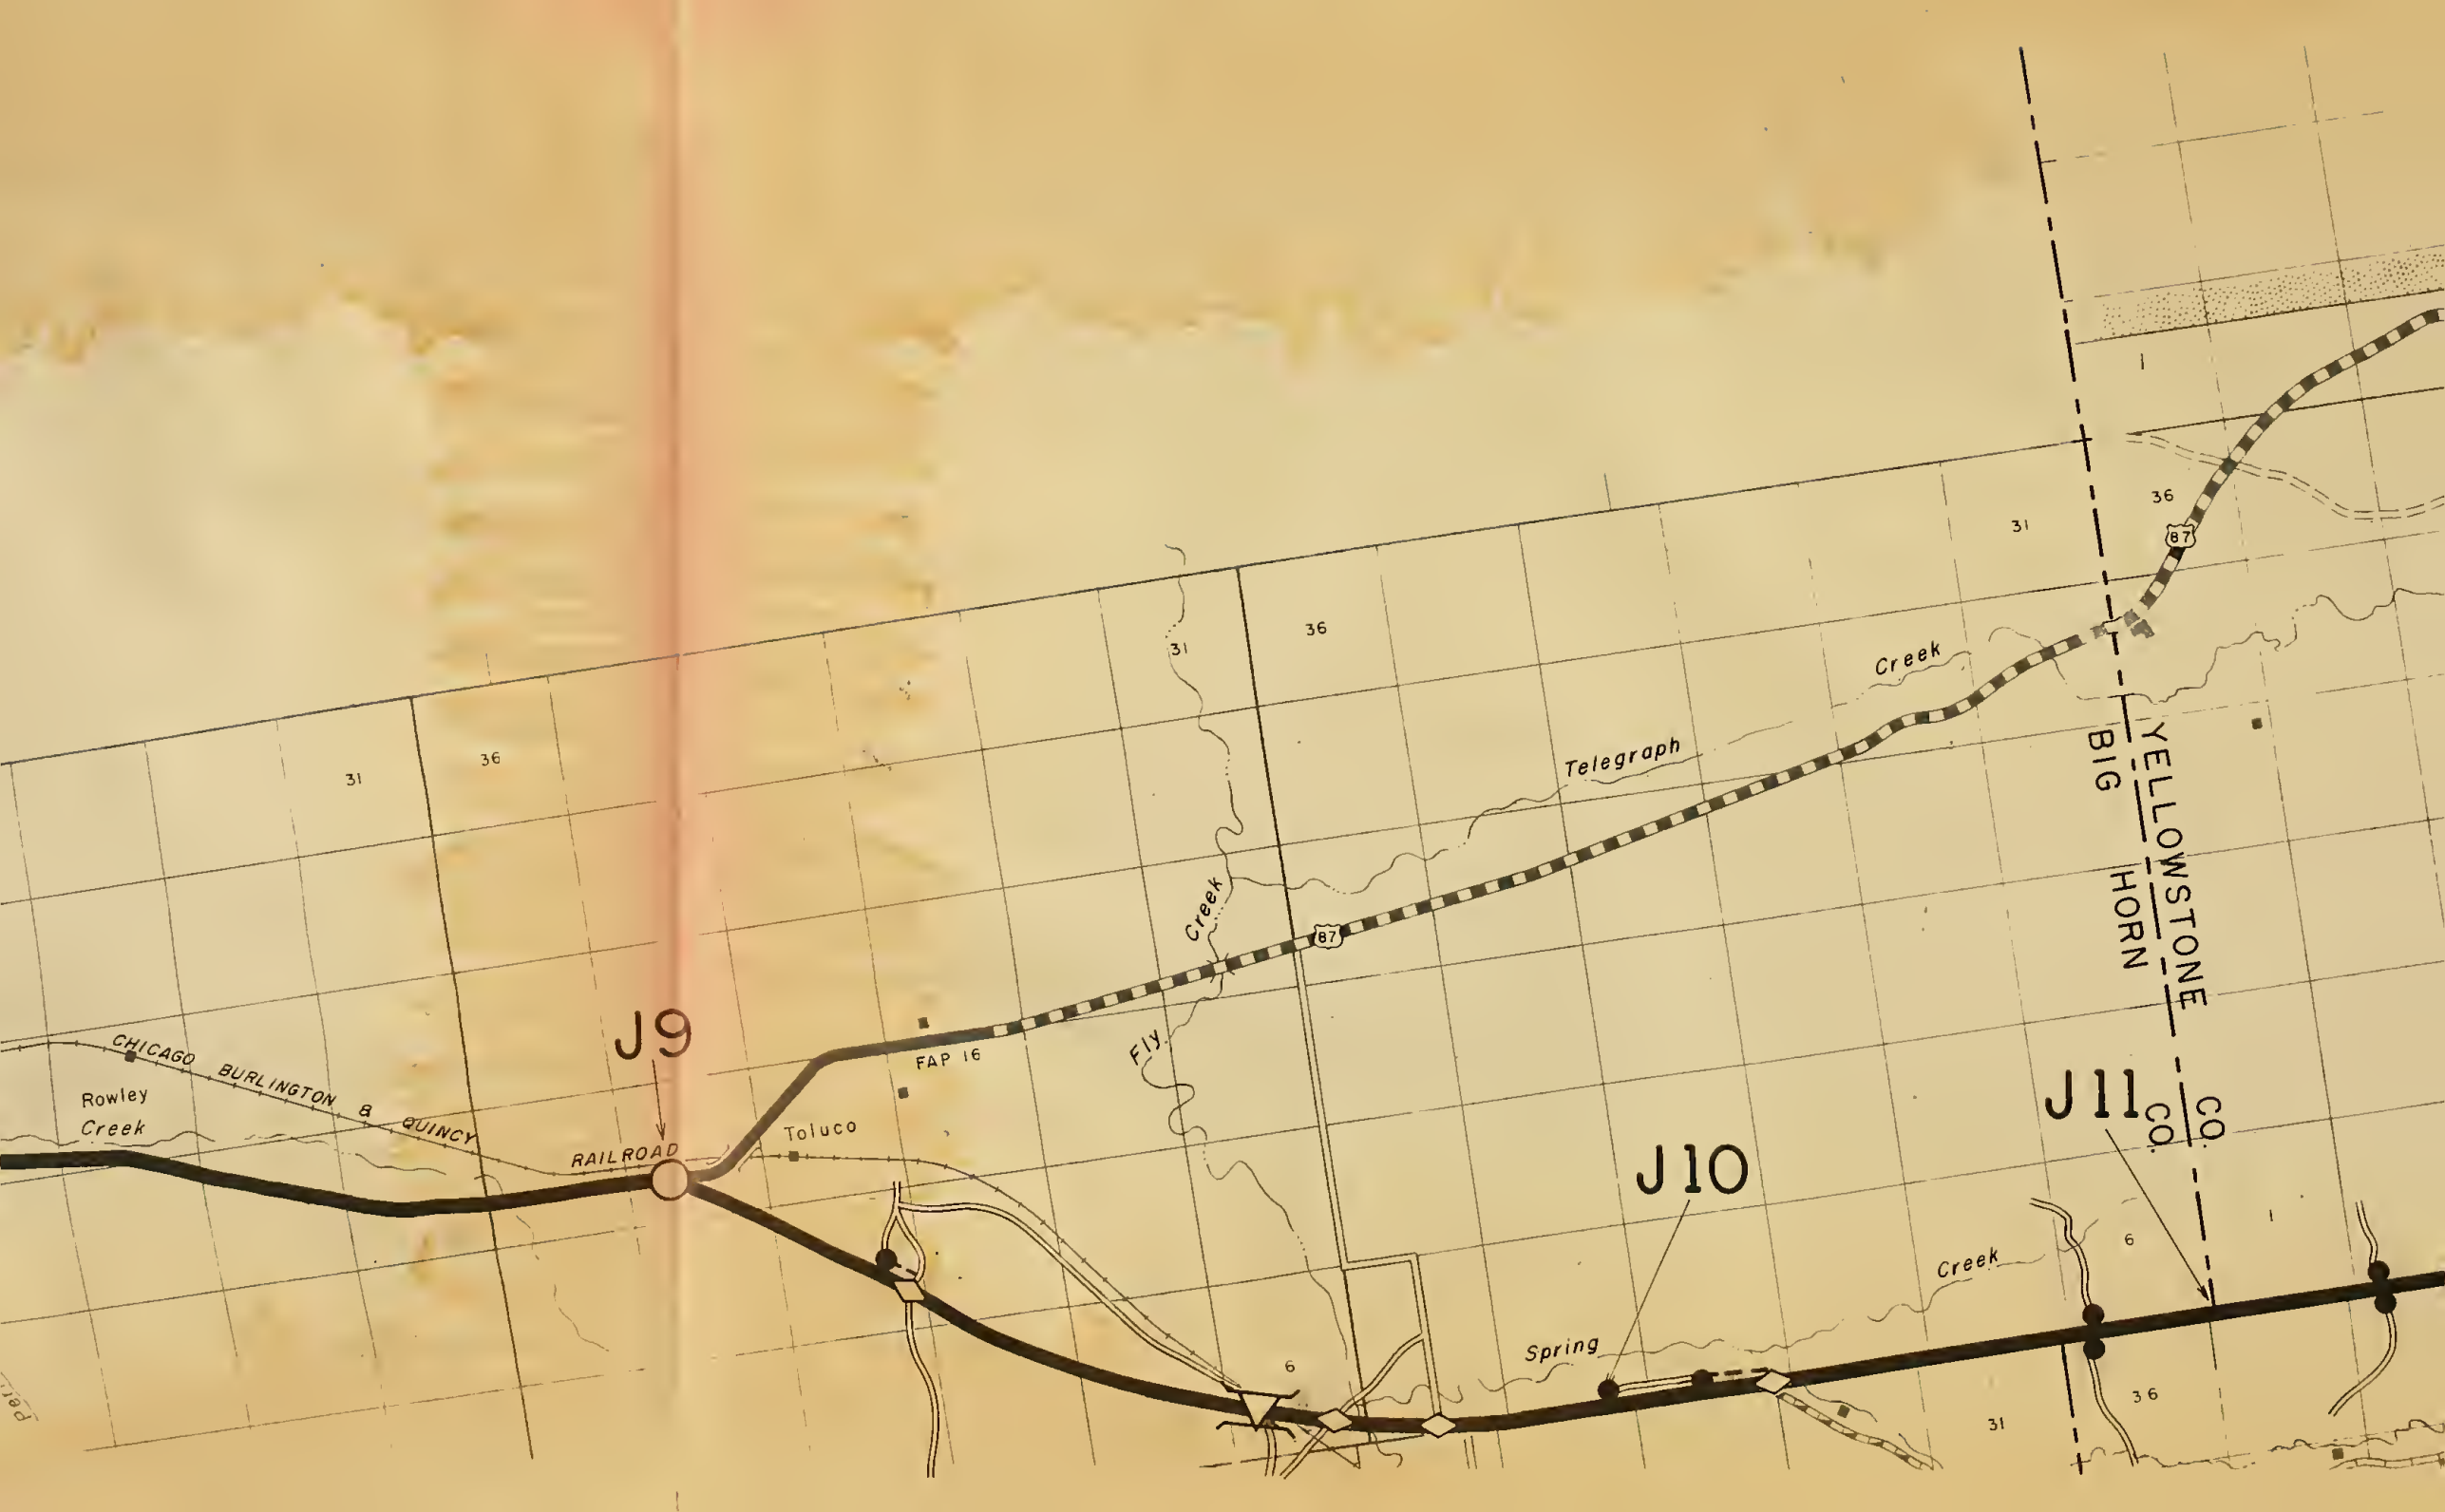 1
36
87
31
36
31
Creek
36
31
Telegraph
YELLOWSTONE CO.
BIG HORN CO.
Creek
87
J9
FAP 16
Fly
CHICAGO BURLINGTON & QUINCY RAILROAD
Rowley
Creek
Toluco
J11
J10
Creek
6
1
Spring
6
36
31